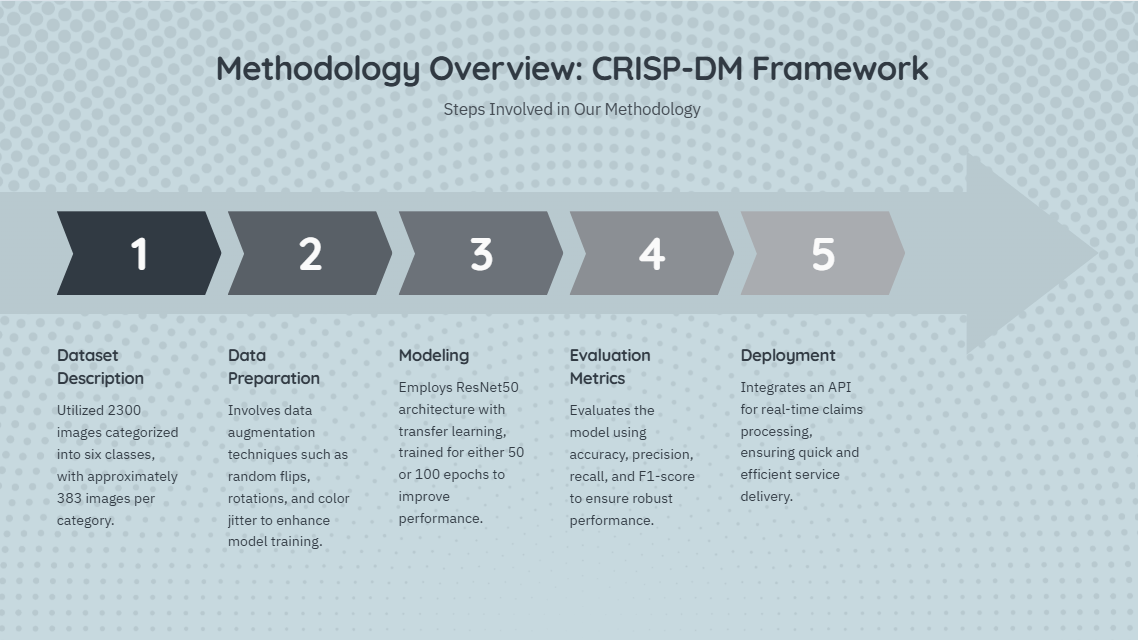 Methodology Overview: CRISP-DM Framework
Steps Involved in Our Methodology
1
2
3
4
5
Dataset
Description
Utilized 2300
images categorized
into six classes,
with approximately
383 images per
category.
Data
Preparation
Involves data
augmentation
techniques such as
random flips,
rotations, and color
jitter to enhance
model training.
Modeling
Employs ResNet50
architecture with
transfer learning,
trained for either 50
or 100 epochs to
improve
performance.
Evaluation
Metrics
Evaluates the
model using
accuracy, precision,
recall, and F1-score
to ensure robust
performance.
Deployment
Integrates an API
for real-time claims
processing,
ensuring quick and
efficient service
delivery.